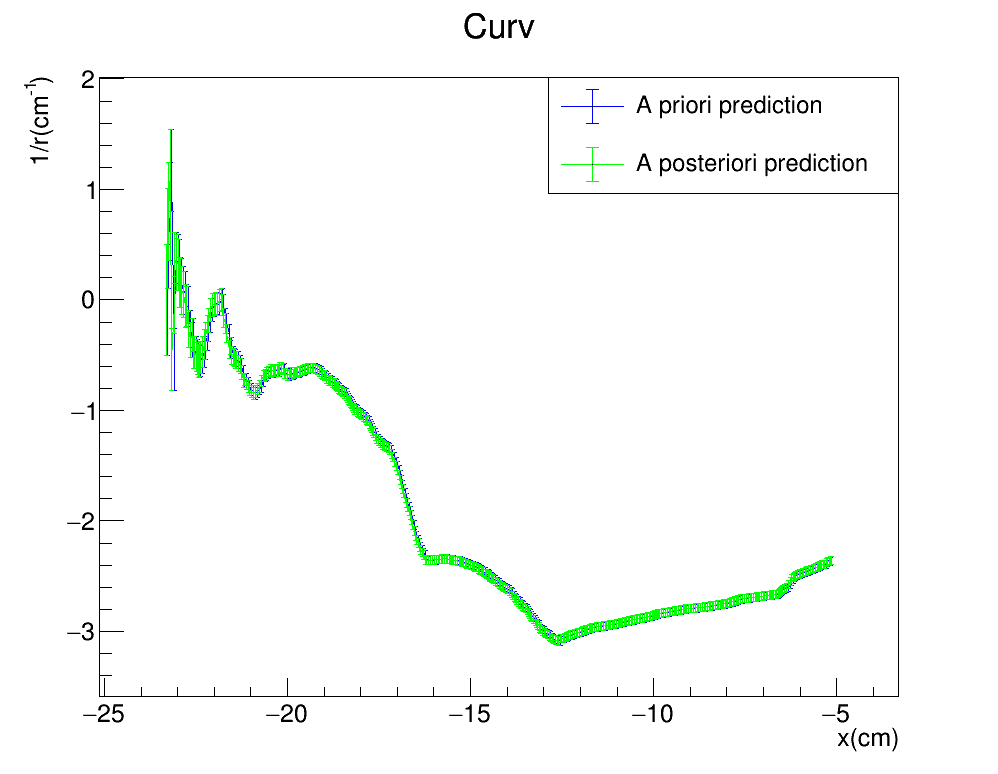 Curv
1/r(cm⁻¹)
A priori prediction
A posteriori prediction
2
1
0
−1
−2
−3
−25
−20
−15
−10
−5
x(cm)